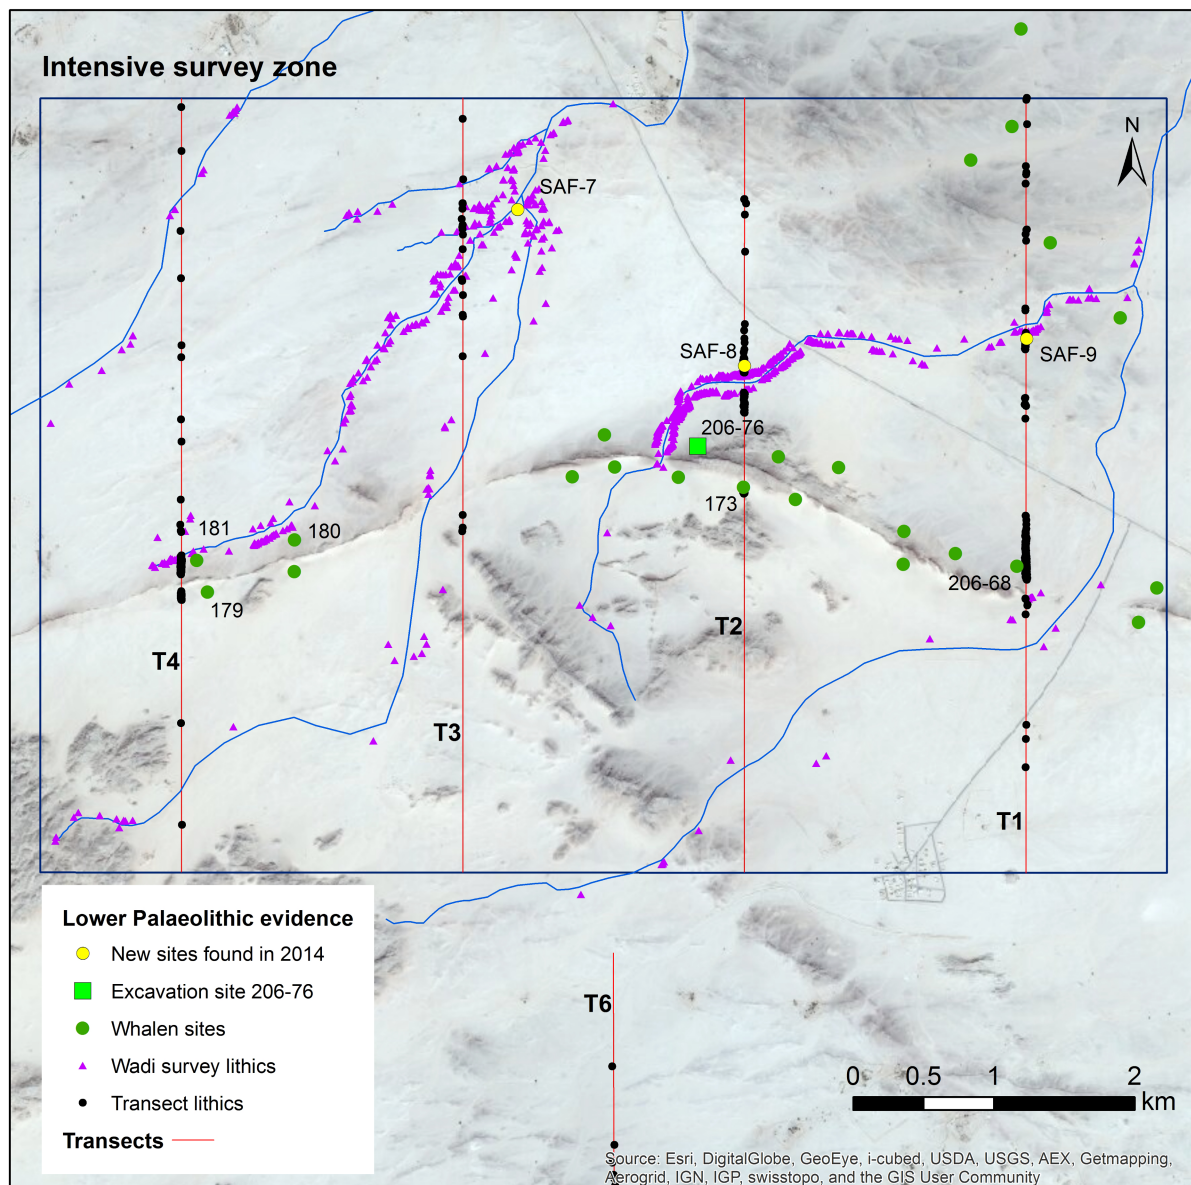 Intensive survey zone
N
SAF-7
SAF-8
SAF-9
206-76
173
181
180
206-68
179
T2
T4
T3
T1
Lower Palaeolithic evidence
New sites found in 2014
Excavation site 206-76
Whalen sites
Wadi survey lithics
Transect lithics
Transects
T6
0 0.5 1 2
km
Source: Esri, DigitalGlobe, GeoEye, i-cubed, USDA, USGS, AEX, Getmapping,
Aerogrid, IGN, IGP, swisstopo, and the GIS User Community